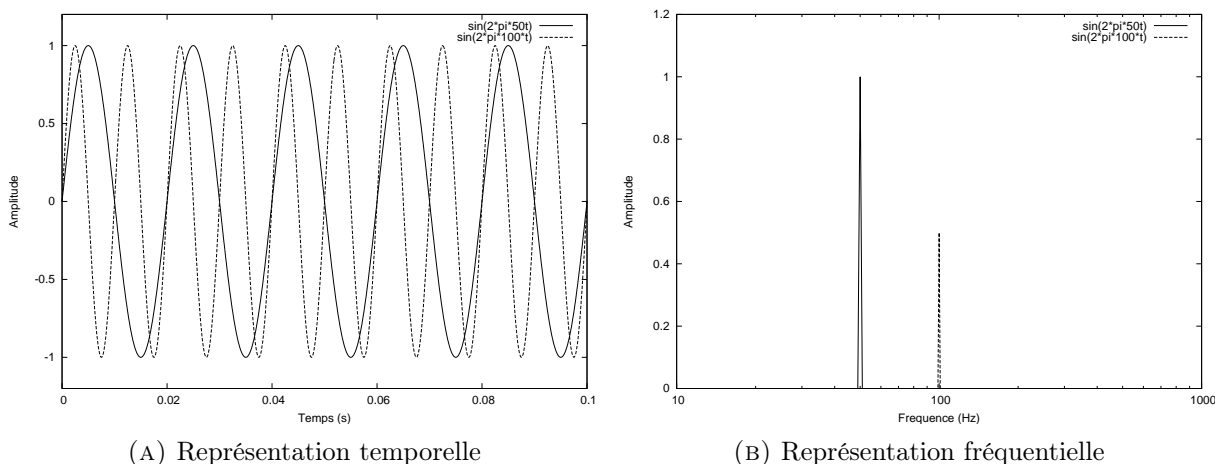 sin(2*pi*50t)
sin(2*pi*100*t)
1
0.5
0
-0.5
-1
Amplitude
0
0.02
0.04
0.06
0.08
0.1
Temps (s)
(A) Représentation temporelle
sin(2*pi*50t)
sin(2*pi*100*t)
1.2
1
0.8
0.6
0.4
0.2
0
Amplitude
10
100
1000
Frequence (Hz)
(B) Représentation fréquentielle